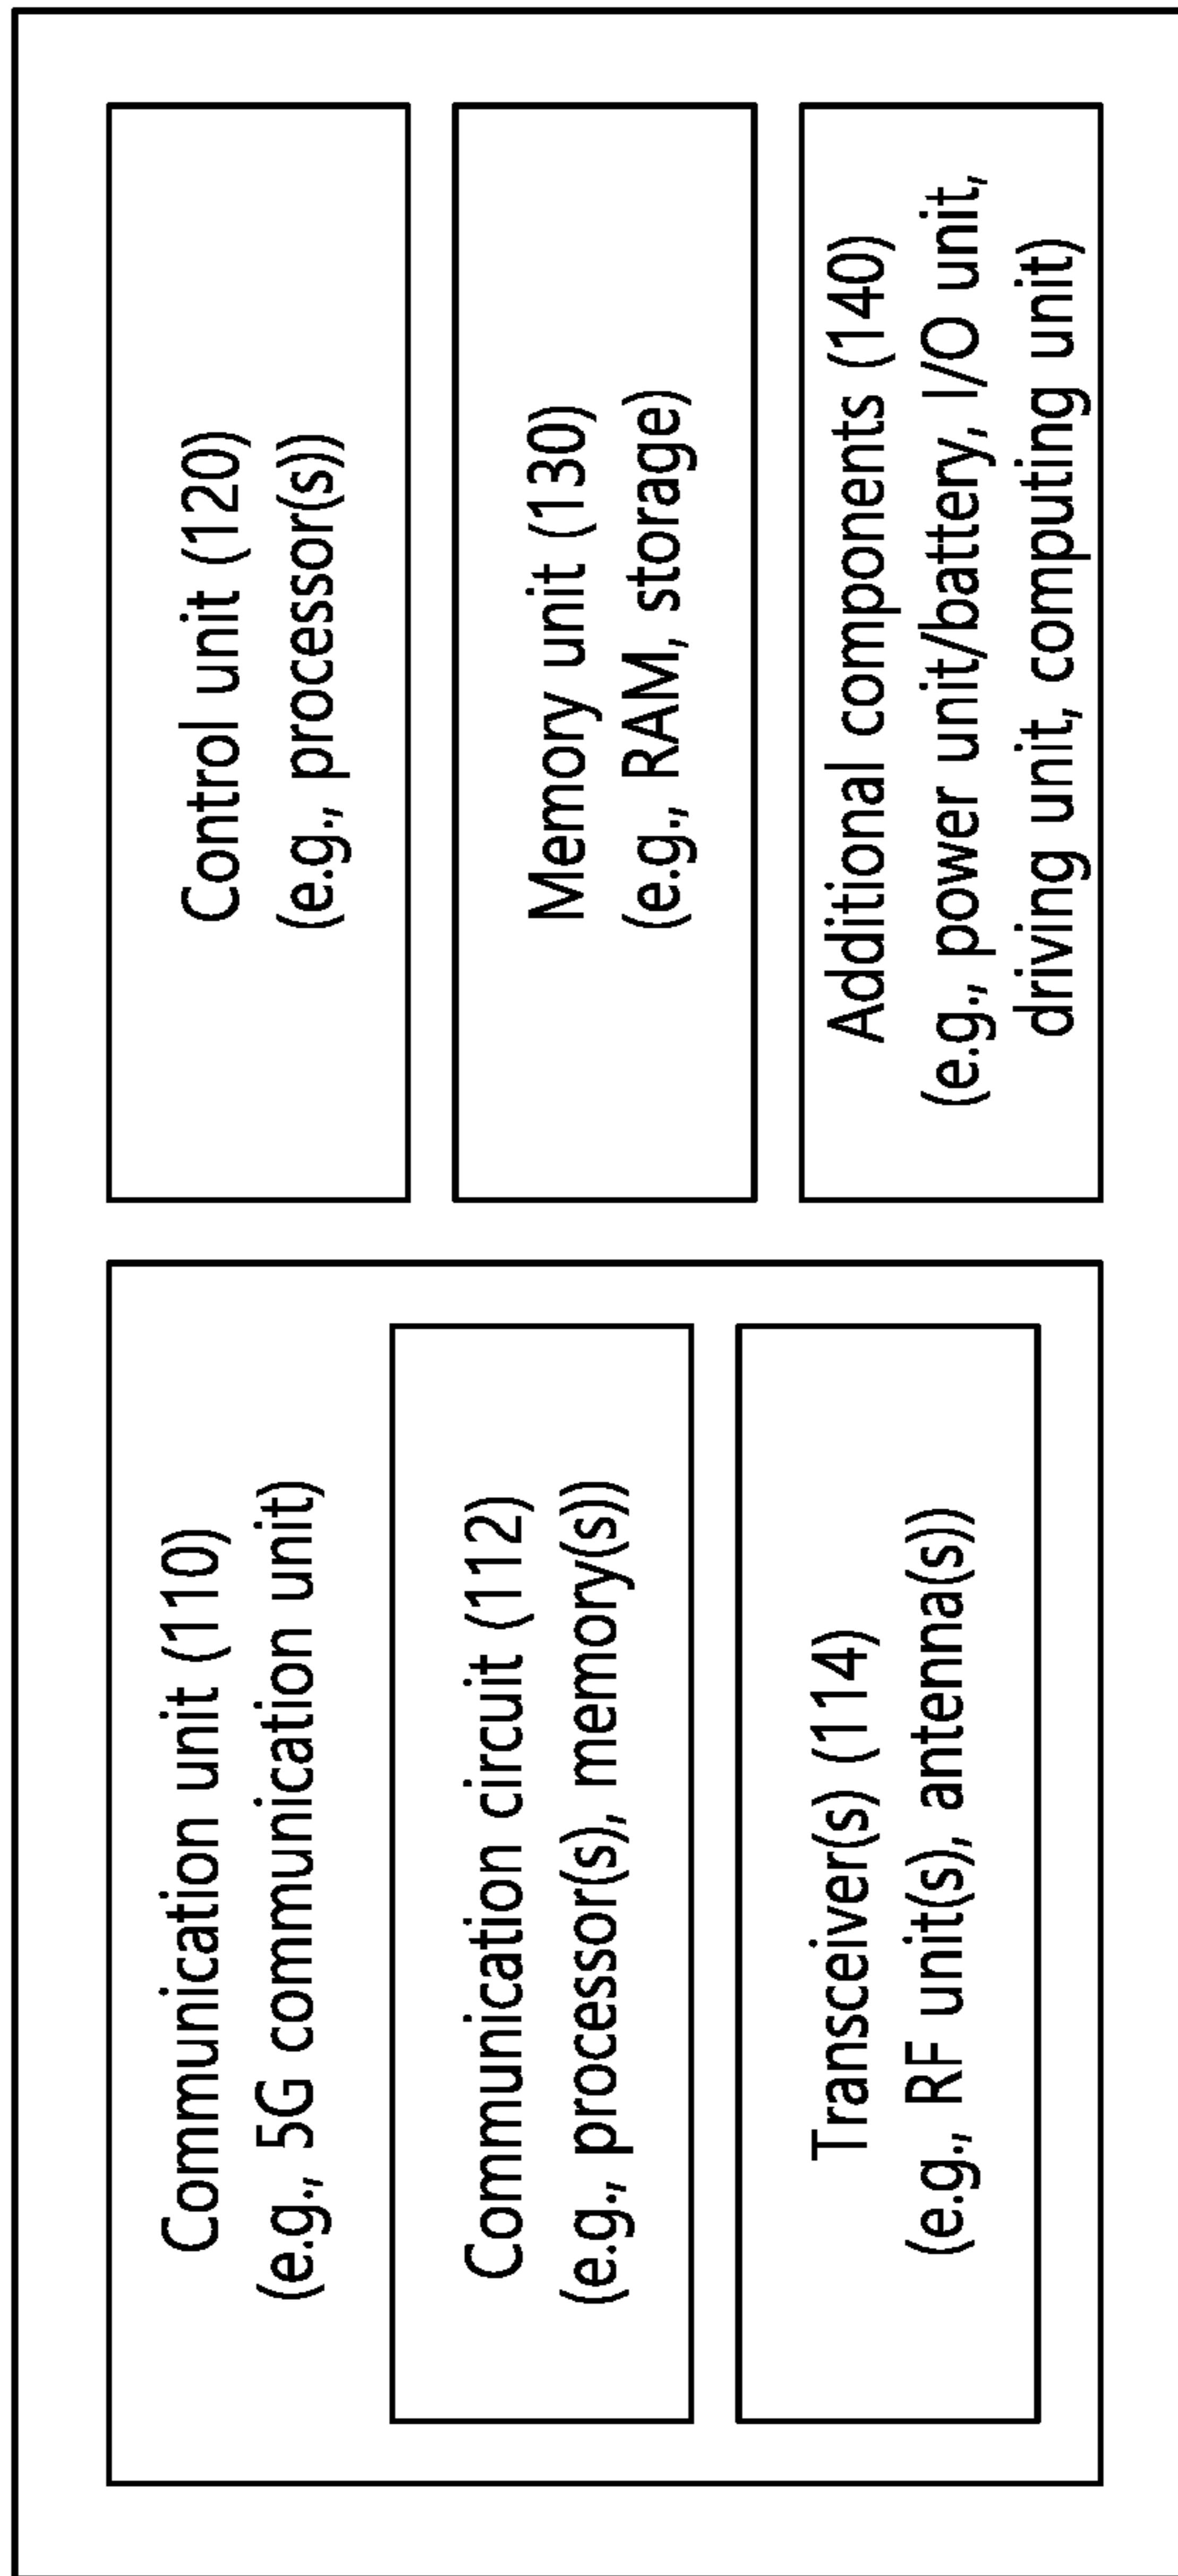 Communication unit (110)
(e.g., 5G communication unit)
Communication circuit (112)
(e.g., processor(s), memory(s))
Transceiver(s) (114)
(e.g., RF unit(s), antenna(s))
Control unit (120)
(e.g., processor(s))
Memory unit (130)
(e.g., RAM, storage)
Additional components (140)
(e.g., power unit/battery, I/O unit,
driving unit, computing unit)